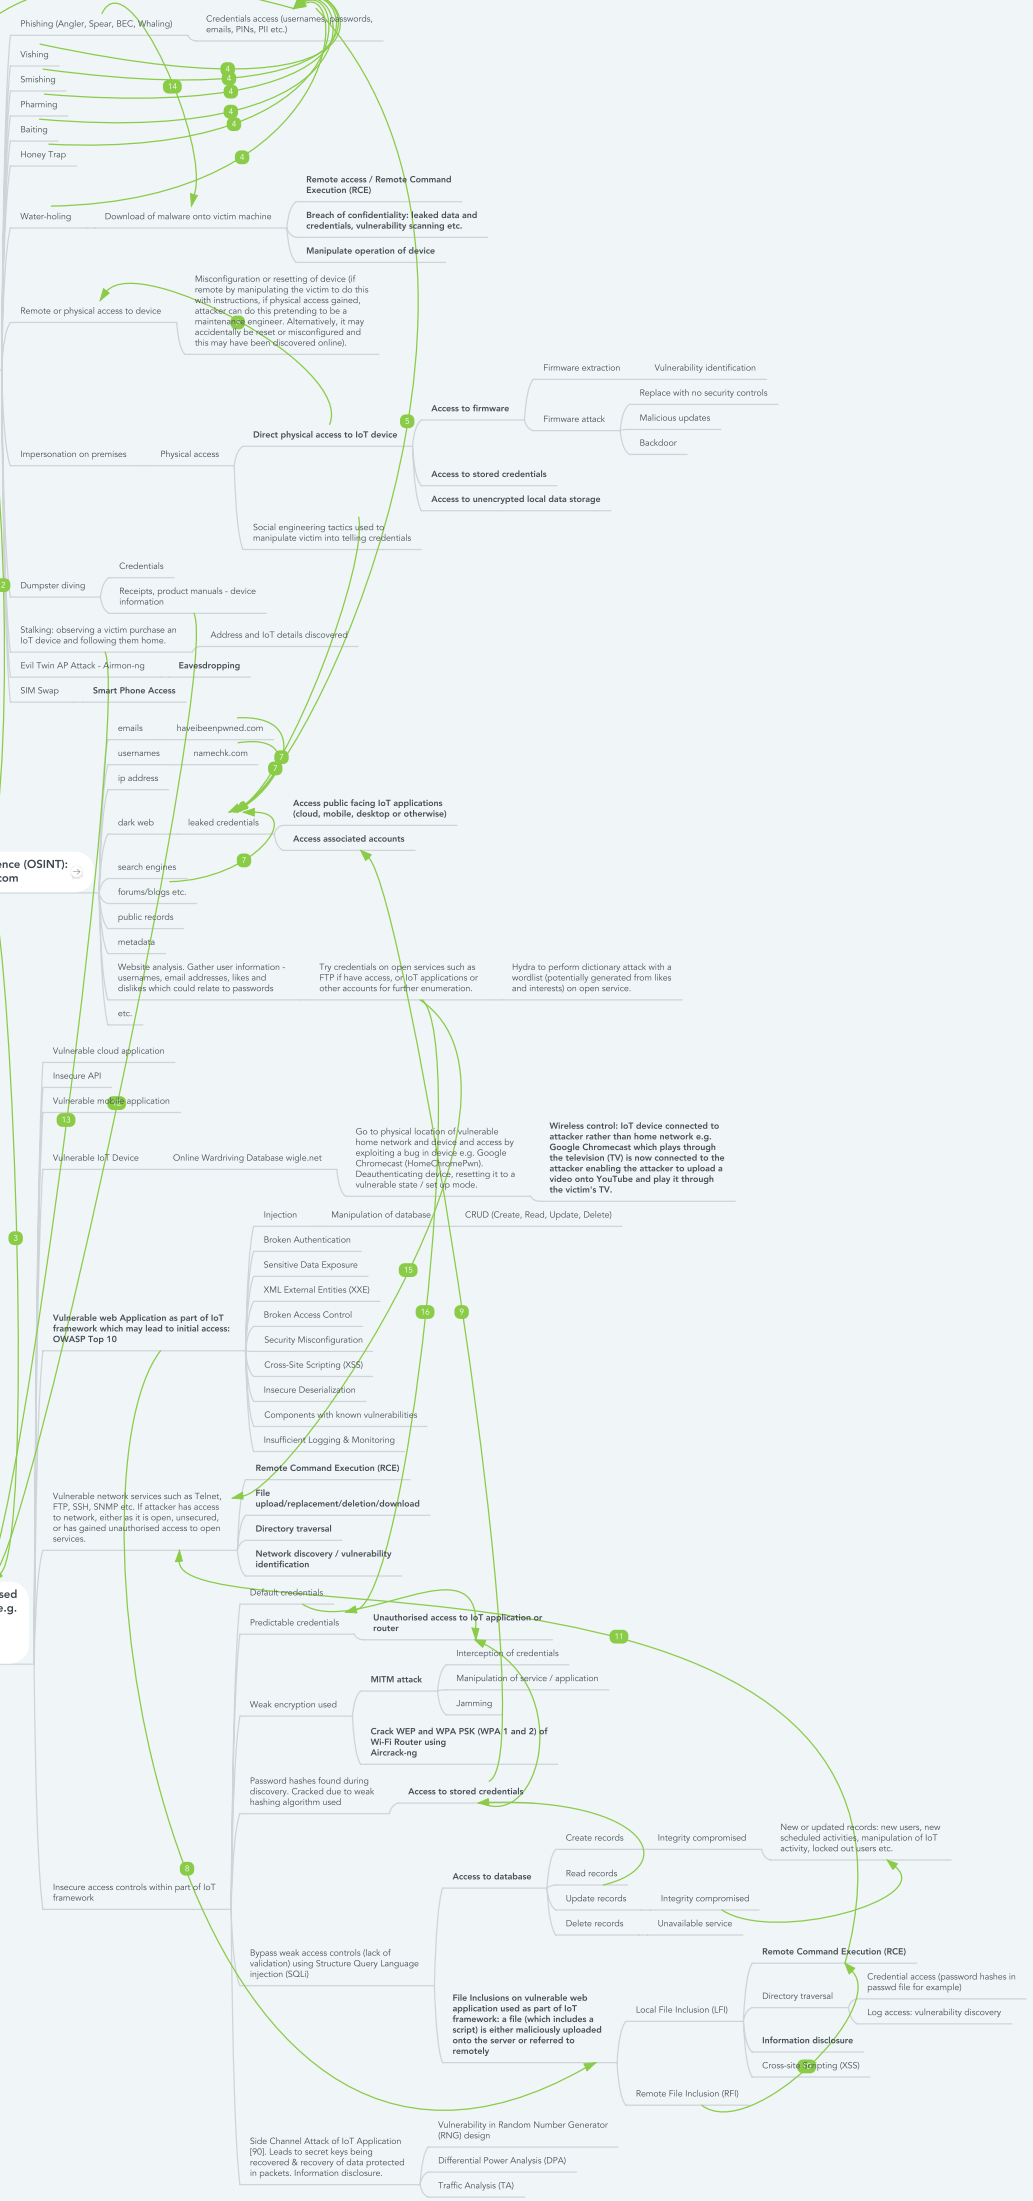 Phishing (Angler, Spear, BEC, Whaling)
Credentials access (usernames, passwords,
emails, PINs, PII etc.)
Vishing
Smishing
Pharming
Baiting
Honey Trap
4
4
4
4
4
4
14
Water-holing
Download of malware onto victim machine
Remote access / Remote Command
Execution (RCE)
Breach of confidentiality: leaked data and
credentials, vulnerability scanning etc.
Manipulate operation of device
Remote or physical access to device
Misconfiguration or resetting of device (if
remote by manipulating the victim to do this
with instructions, if physical access gained,
attacker can do this pretending to be a
maintenance engineer. Alternatively, it may
accidentally be reset or misconfigured and
this may have been discovered online).
Impersonation on premises
Physical access
Direct physical access to IoT device
5
Access to firmware
Firmware extraction
Vulnerability identification
Firmware attack
Replace with no security controls
Malicious updates
Backdoor
Access to stored credentials
Access to unencrypted local data storage
Social engineering tactics used to
manipulate victim into telling credentials
2
Dumpster diving
Credentials
Receipts, product manuals - device
information
Stalking: observing a victim purchase an
IoT device and following them home.
Address and IoT details discovered
Evil Twin AP Attack - Airmon-ng
Eavesdropping
SIM Swap
Smart Phone Access
ence (OSINT):
com
emails
haveibeenpwned.com
usernames
namechk.com
7
7
ip address
dark web
leaked credentials
Access public facing IoT applications
(cloud, mobile, desktop or otherwise)
Access associated accounts
7
search engines
forums/blogs etc.
public records
metadata
Website analysis. Gather user information -
usernames, email addresses, likes and
dislikes which could relate to passwords
Try credentials on open services such as
FTP if have access, or IoT applications or
other accounts for further enumeration.
Hydra to perform dictionary attack with a
wordlist (potentially generated from likes
and interests) on open service.
etc.
Vulnerable cloud application
Insecure API
Vulnerable mobile application
13
Vulnerable IoT Device
Online Wardriving Database wigle.net
Go to physical location of vulnerable
home network and device and access by
exploiting a bug in device e.g. Google
Chromecast (HomeChromePwn).
Deauthenticating device, resetting it to a
vulnerable state / set up mode.
Wireless control: IoT device connected to
attacker rather than home network e.g.
Google Chromecast which plays through
the television (TV) is now connected to the
attacker enabling the attacker to upload a
video onto YouTube and play it through
the victim's TV.
3
Vulnerable web Application as part of IoT
framework which may lead to initial access:
OWASP Top 10
Injection
Manipulation of database
CRUD (Create, Read, Update, Delete)
Broken Authentication
Sensitive Data Exposure
XML External Entities (XXE)
Broken Access Control
Security Misconfiguration
Cross-Site Scripting (XSS)
Insecure Deserialization
Components with known vulnerabilities
Insufficient Logging & Monitoring
15
16
9
Vulnerable network services such as Telnet,
FTP, SSH, SNMP etc. If attacker has access
to network, either as it is open, unsecured,
or has gained unauthorised access to open
services.
Remote Command Execution (RCE)
File
upload/replacement/deletion/download
Directory traversal
Network discovery / vulnerability
identification
sed
e.g.
Insecure access controls within part of IoT
framework
8
Default credentials
Predictable credentials
Unauthorised access to IoT application or
router
11
Weak encryption used
MITM attack
Interception of credentials
Manipulation of service / application
Jamming
Crack WEP and WPA PSK (WPA 1 and 2) of
Wi-Fi Router using
Aircrack-ng
Password hashes found during
discovery. Cracked due to weak
hashing algorithm used
Access to stored credentials
Bypass weak access controls (lack of
validation) using Structure Query Language
injection (SQLi)
Access to database
Create records
Integrity compromised
New or updated records: new users, new
scheduled activities, manipulation of IoT
activity, locked out users etc.
Read records
Update records
Integrity compromised
Delete records
Unavailable service
File Inclusions on vulnerable web
application used as part of IoT
framework: a file (which includes a
script) is either maliciously uploaded
onto the server or referred to
remotely
Local File Inclusion (LFI)
Remote Command Execution (RCE)
Directory traversal
Credential access (password hashes in
passwd file for example)
Log access: vulnerability discovery
Information disclosure
Cross-site Scripting (XSS)
Remote File Inclusion (RFI)
Side Channel Attack of IoT Application
[90]. Leads to secret keys being
recovered & recovery of data protected
in packets. Information disclosure.
Vulnerability in Random Number Generator
(RNG) design
Differential Power Analysis (DPA)
Traffic Analysis (TA)